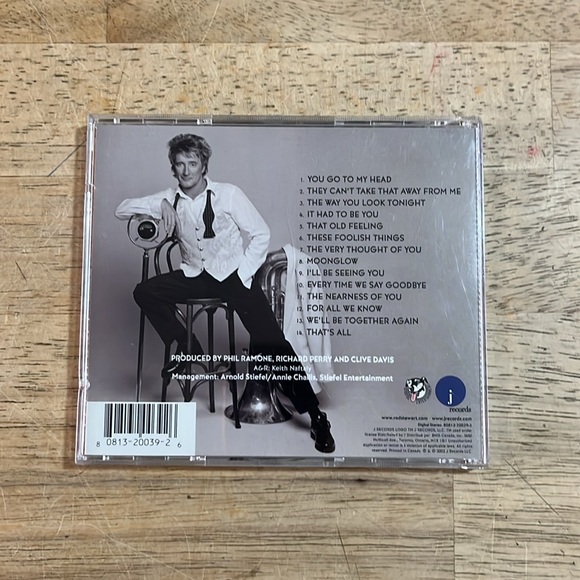 1. YOU GO TO MY HEAD
2. THEY CAN'T TAKE THAT AWAY FROM ME
3. THE WAY YOU LOOK TONIGHT
4. IT HAD TO BE YOU
5. THAT OLD FEELING
6. THESE FOOLISH THINGS
7. THE VERY THOUGHT OF YOU
8. MOONGLOW
9. I'LL BE SEEING YOU
10. EVERY TIME WE SAY GOODBYE
11. THE NEARNESS OF YOU
12. FOR ALL WE KNOW
13. WE'LL BE TOGETHER AGAIN
14. THAT'S ALL
PRODUCED BY PHIL RAMONE, RICHARD PERRY AND CLIVE DAVIS
A&R: Keith Naftaly
Management: Arnold Stiefel/Annie Challis, Stiefel Entertainment
j
records
www.rodstewart.com www.jrecords.com
8 0813-20039-2 6